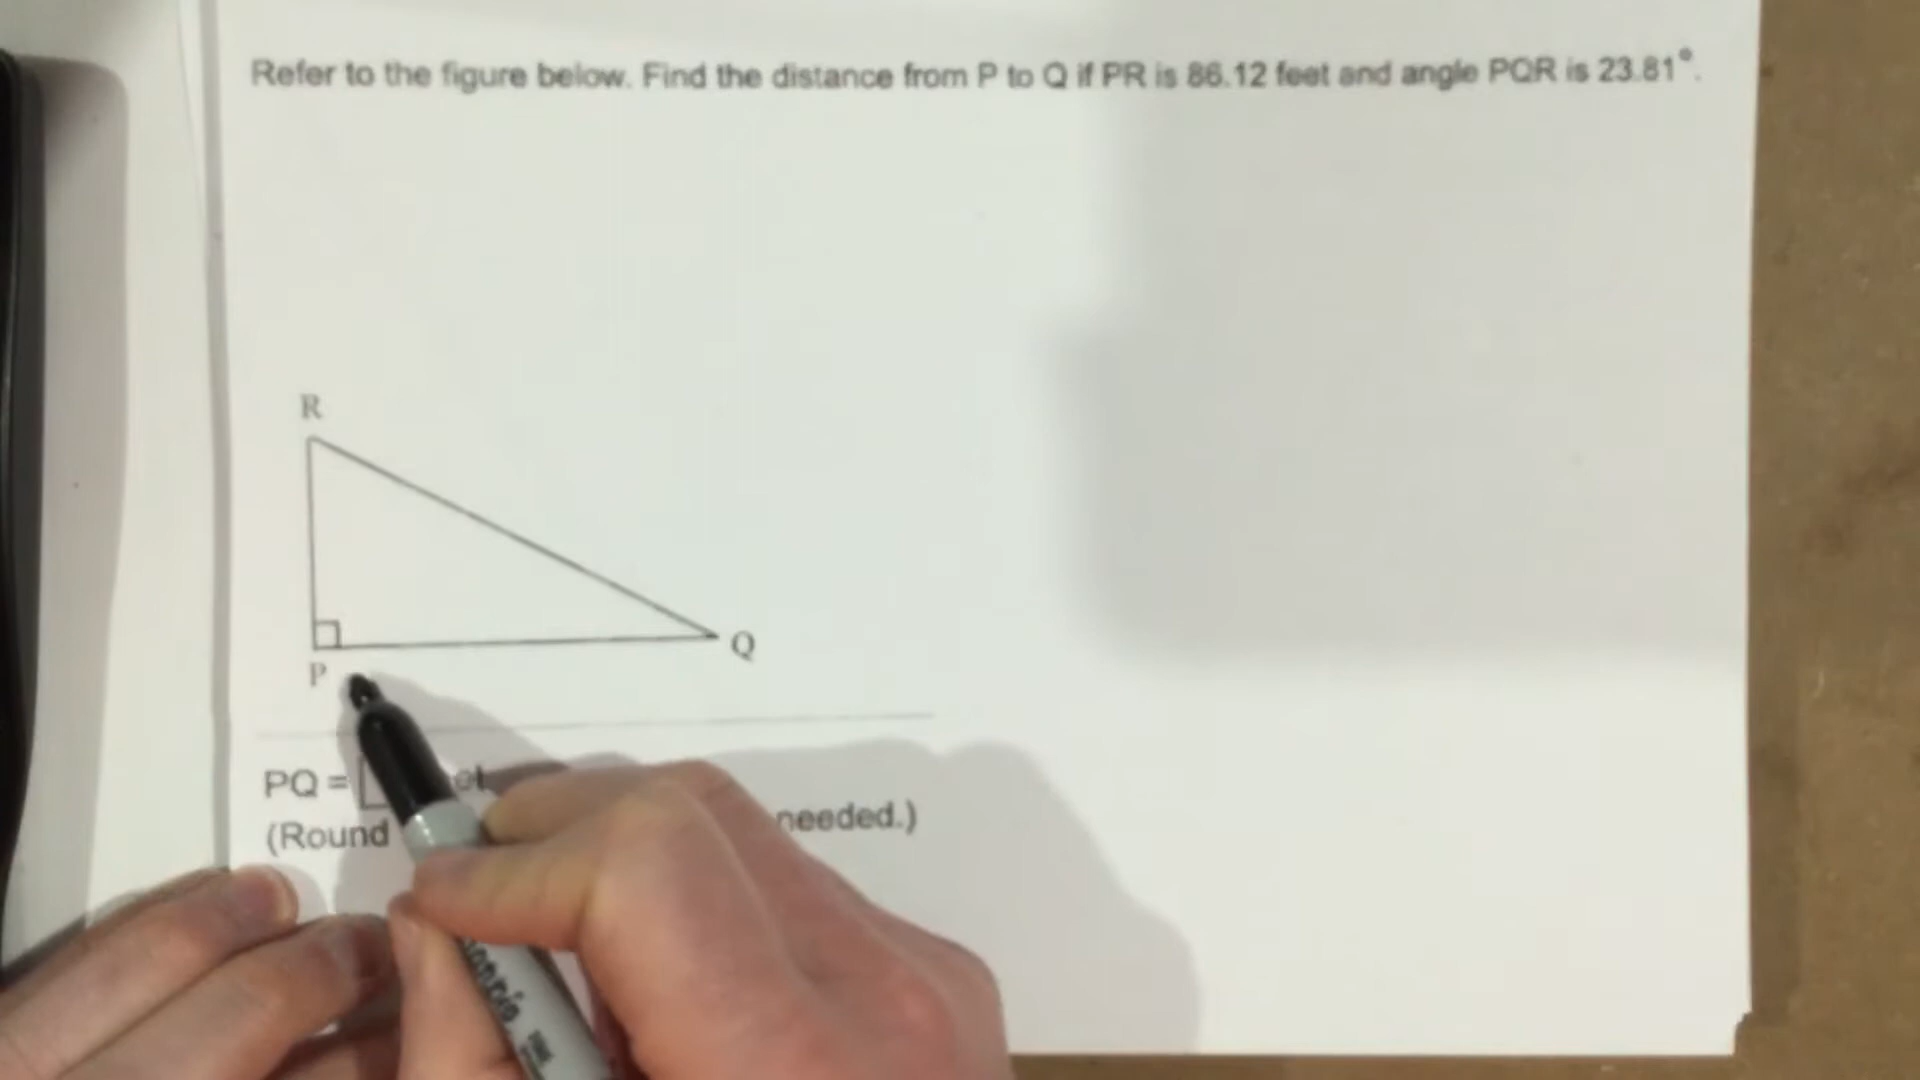 Refer to the figure below. Find the distance from P to Q if PR is 86.12 feet and angle PQR is 23.81°.
R
Q
P
PQ =
(Round needed.)